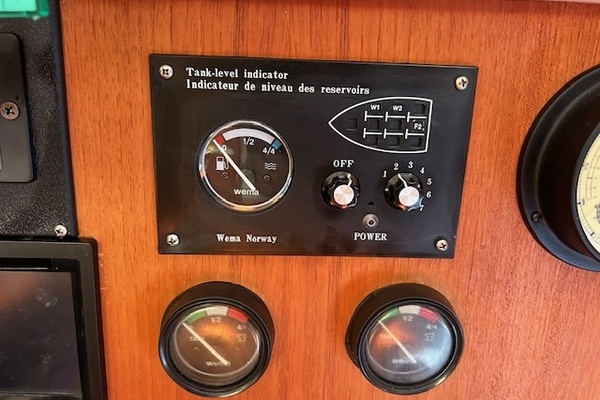 Tank-level indicator
Indicateur de niveau des reservoirs
W1 W2
F2
0 1/2 4/4
wema
OFF
1 2 3 4 5 6 7
Wema Norway
POWER
1/2 4/4
wema
1/2 4/4
wema